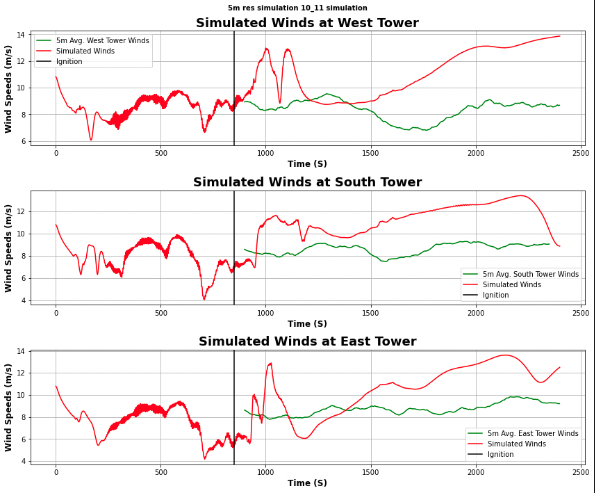 5m res simulation 10_11 simulation
Simulated Winds at West Tower
Wind Speeds (m/s)
14
12
10
8
6
5m Avg. West Tower Winds
Simulated Winds
Ignition
0
500
1000
1500
2000
2500
Time (S)
Simulated Winds at South Tower
Wind Speeds (m/s)
12
10
8
6
4
5m Avg. South Tower Winds
Simulated Winds
Ignition
0
500
1000
1500
2000
2500
Time (S)
Simulated Winds at East Tower
Wind Speeds (m/s)
14
12
10
8
6
4
5m Avg. East Tower Winds
Simulated Winds
Ignition
0
500
1000
1500
2000
2500
Time (S)